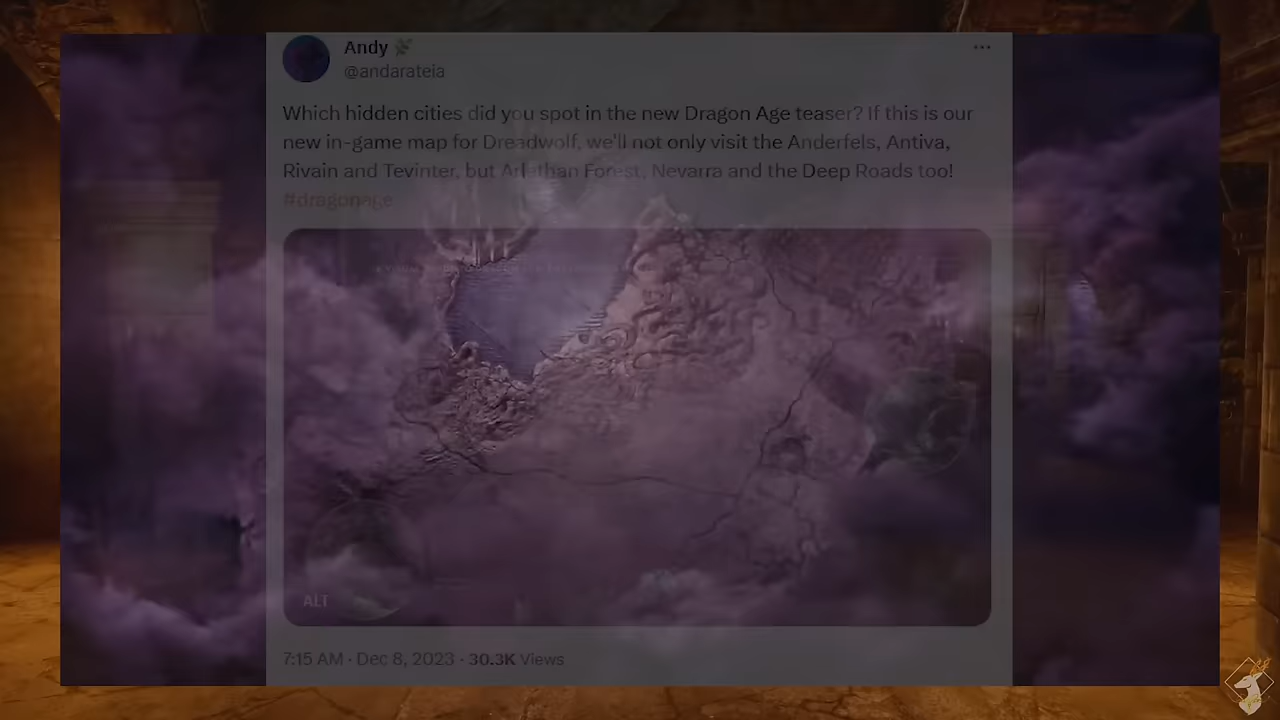 Andy
@andarateia
Which hidden cities did you spot in the new Dragon Age teaser? If this is our
new in-game map for Dreadwolf, we'll not only visit the Anderfels, Antiva,
Rivain and Tevinter, but Arlathan Forest, Nevarra and the Deep Roads too!
#dragonage
ALT
7:15 AM · Dec 8, 2023 · 30.3K Views